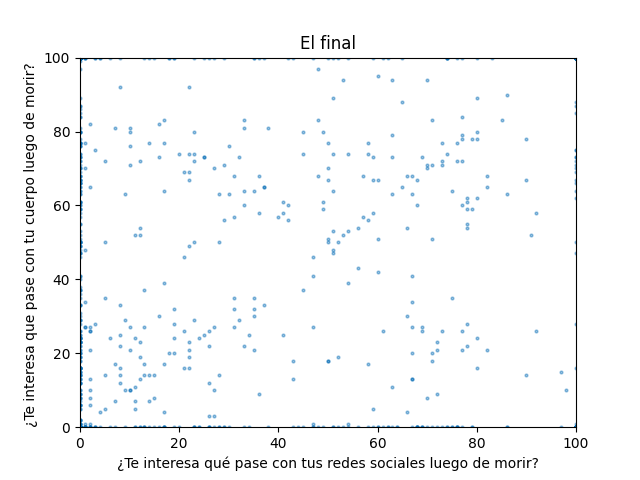 El final
¿Te interesa que pase con tu cuerpo luego de morir?
100
80
60
40
20
0
0 20 40 60 80 100
¿Te interesa qué pase con tus redes sociales luego de morir?